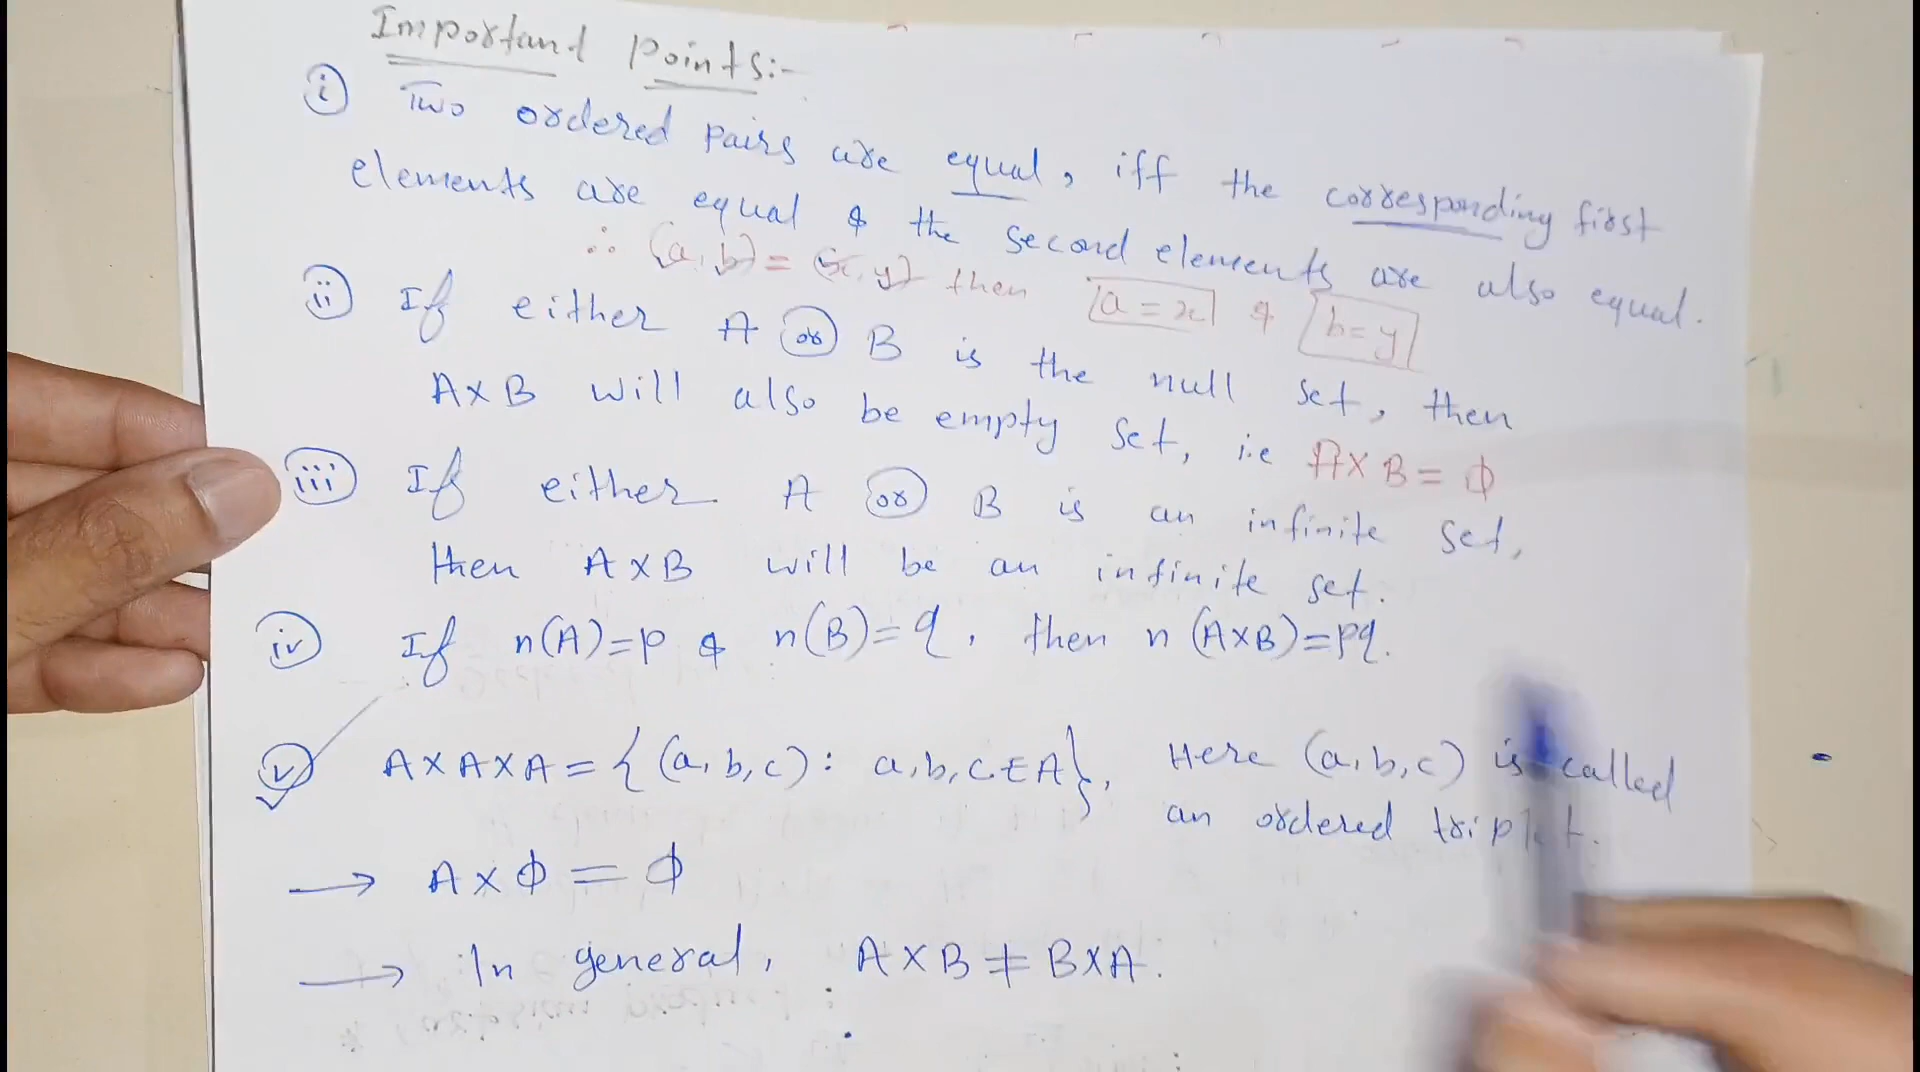 Important Points:-
(i) Two ordered pairs are equal, iff the corresponding first
elements are equal & the second elements are also equal.
∴ (a, b) = (x, y) then a = x & b = y
(ii) If either A or B is the null set, then
A×B will also be empty set, i.e A×B = ϕ
(iii) If either A or B is an infinite set,
then A×B will be an infinite set.
(iv) If n(A)=p & n(B)=q, then n(A×B)=pq.
(v) A×A×A = {(a, b, c) : a, b, c ∈ A}, Here (a, b, c) is called
an ordered triplet.
→ A×ϕ = ϕ
→ In general, A×B ≠ B×A.